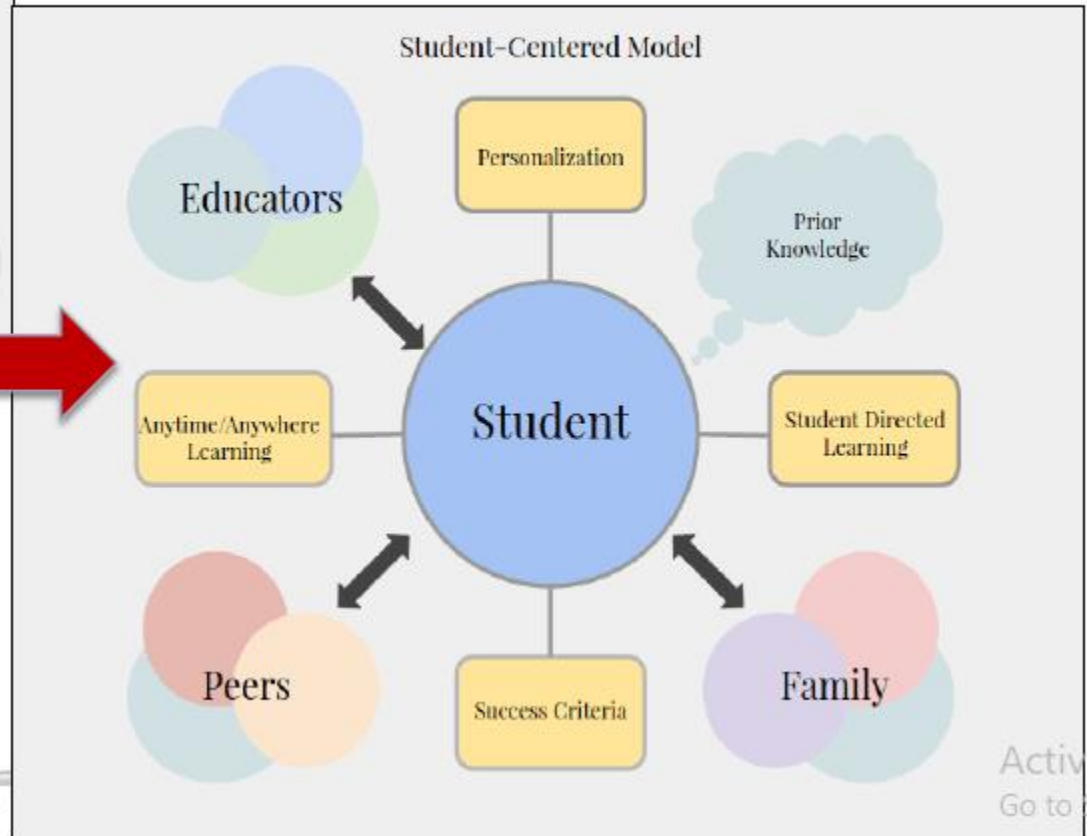 Student-Centered Model
Personalization
Educators
Prior
Knowledge
Anytime/Anywhere
Learning
Student
Student Directed
Learning
Peers
Success Criteria
Family
Go to